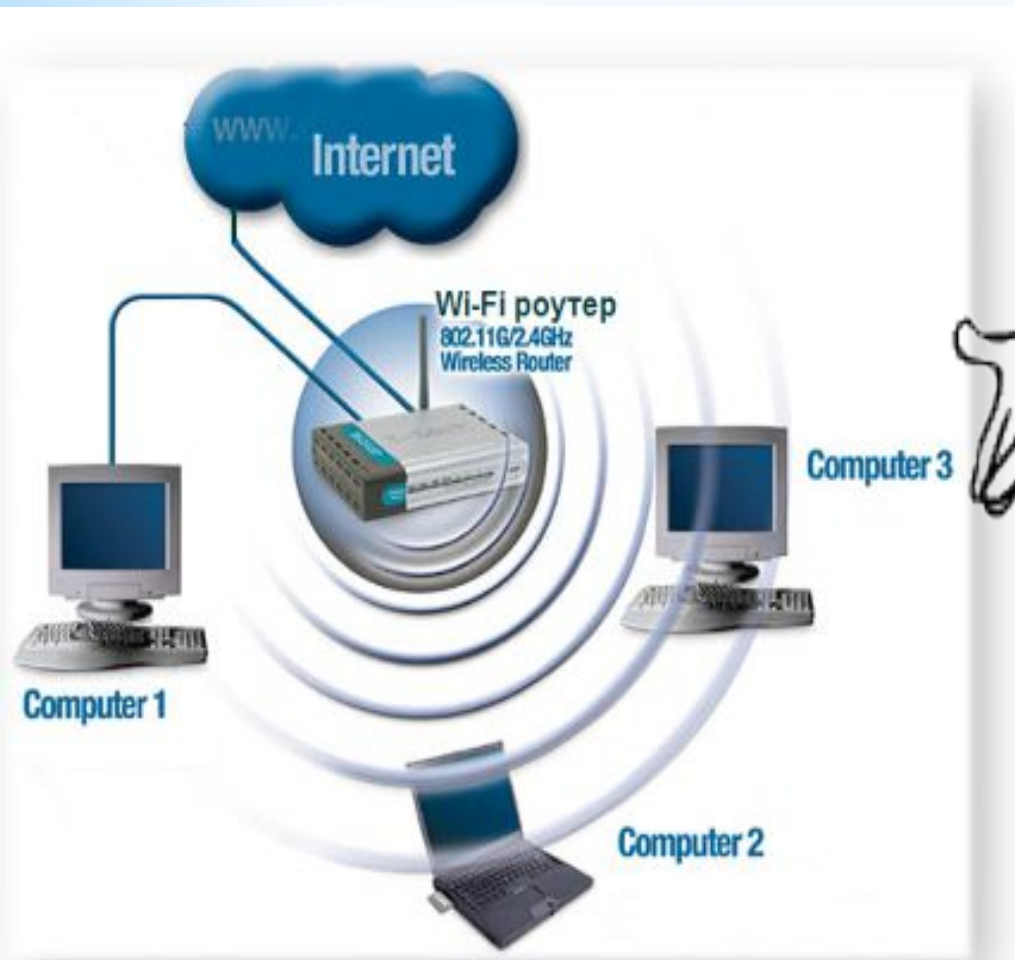 www.
Internet
Wi-Fi роутер
802.11G/2.4GHz
Wireless Router
Computer 3
Computer 1
Computer 2